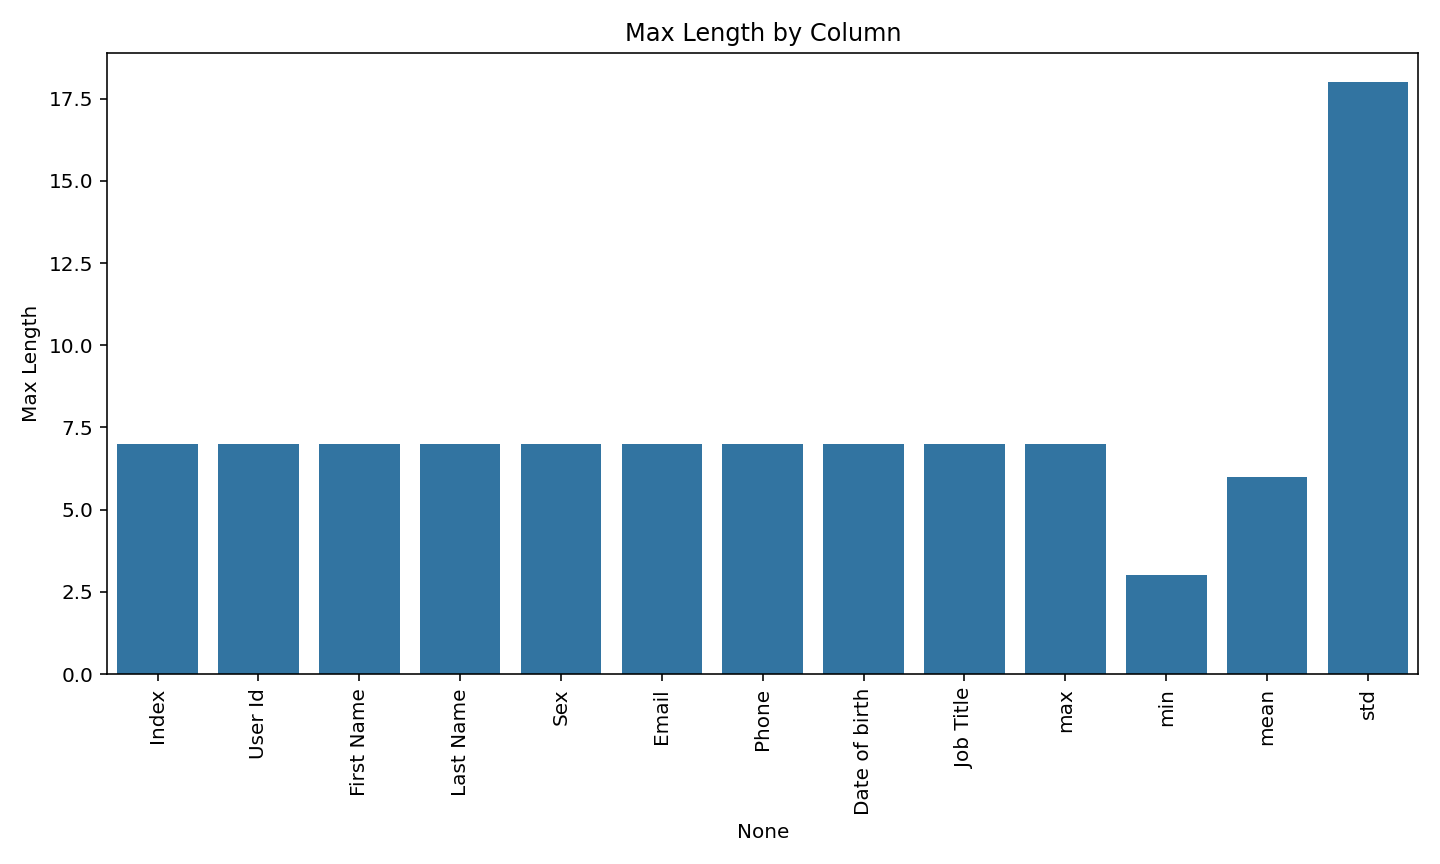 Max Length by Column
Max Length
17.5
15.0
12.5
10.0
7.5
5.0
2.5
0.0
Index
User Id
First Name
Last Name
Sex
Email
Phone
Date of birth
Job Title
max
min
mean
std
None